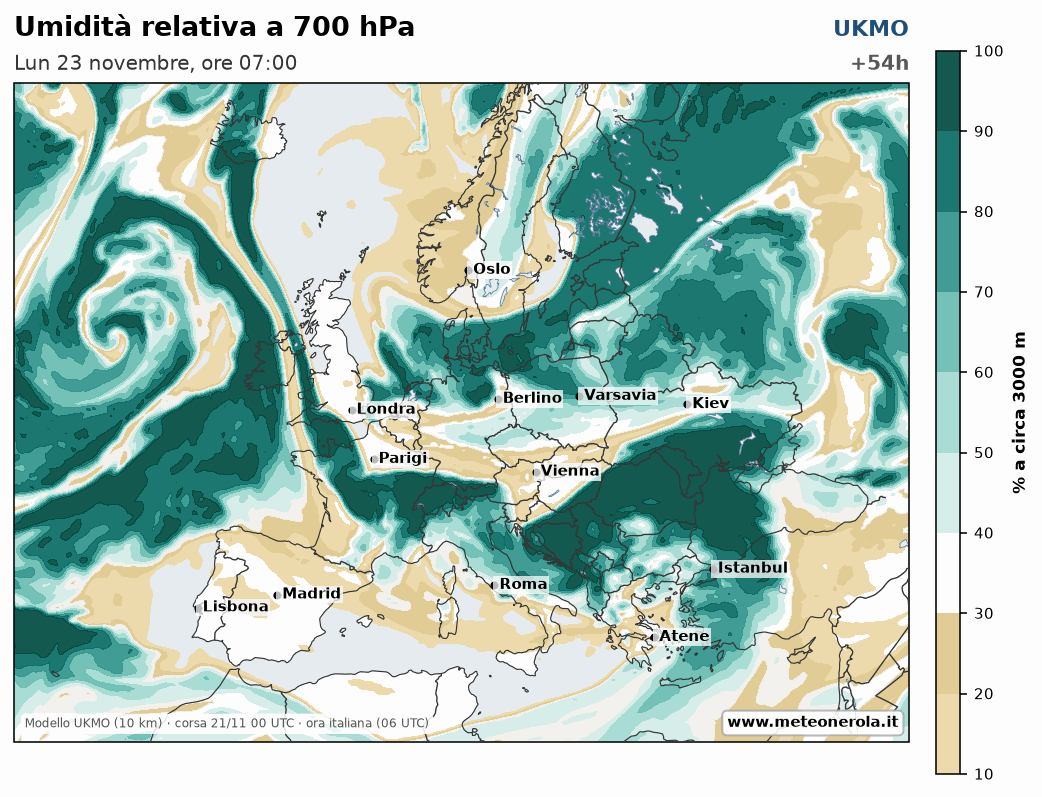 Umidità relativa a 700 hPa
UKMO
Lun 23 novembre, ore 07:00
+54h
100
90
80
70
60
50
40
30
20
10
% a circa 3000 m
Oslo
Berlino
Varsavia
Kiev
Londra
Parigi
Vienna
Istanbul
Roma
Madrid
Lisbona
Atene
Modello UKMO (10 km) · corsa 21/11 00 UTC · ora italiana (06 UTC)
www.meteonerola.it